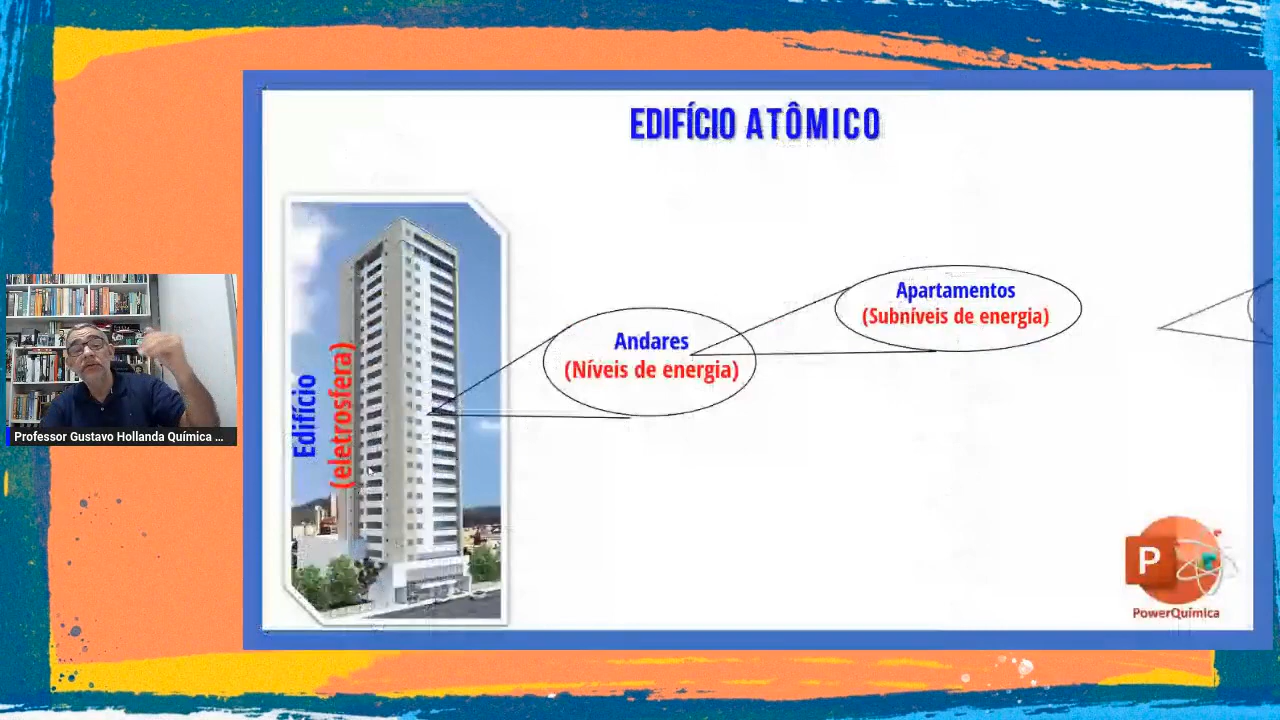 EDIFÍCIO ATÔMICO
Edifício
(eletrosfera)
Andares
(Níveis de energia)
Apartamentos
(Subníveis de energia)
Professor Gustavo Hollanda Química ...
P
PowerQuímica